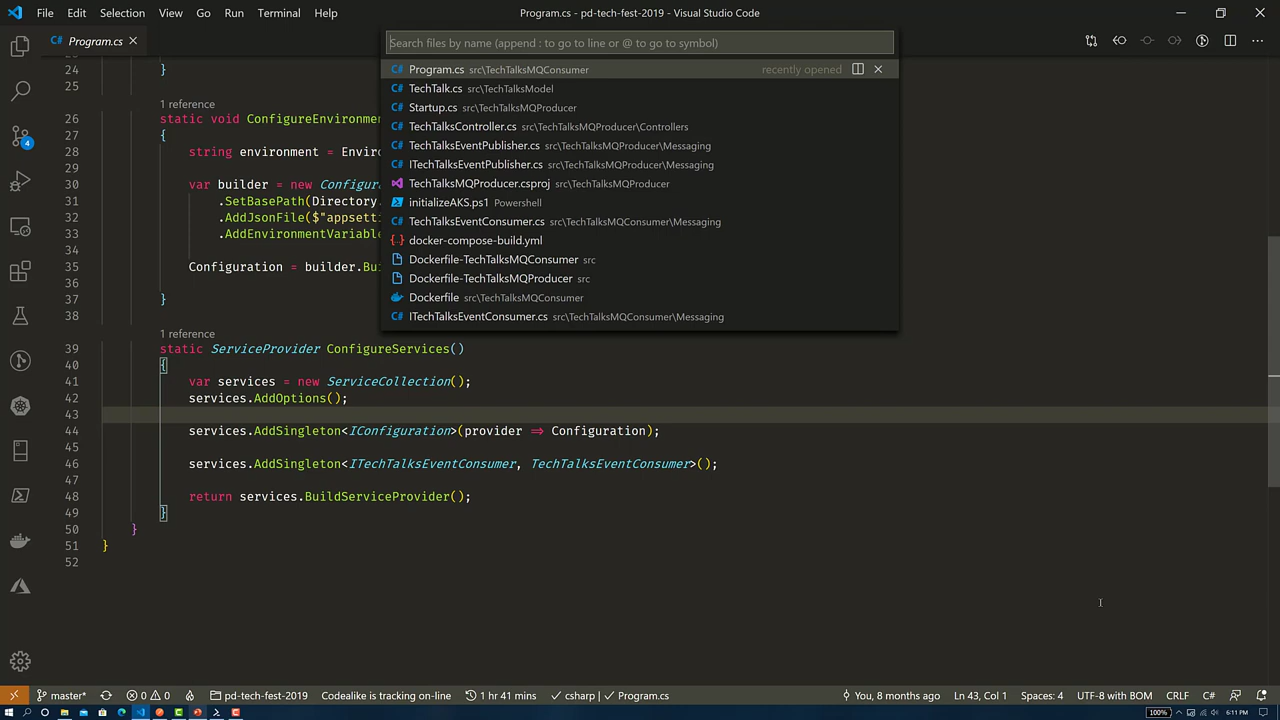 File Edit Selection View Go Run Terminal Help
Program.cs - pd-tech-fest-2019 - Visual Studio Code
C# Program.cs
Search files by name (append : to go to line or @ to go to symbol)
C# Program.cs src\TechTalksMQConsumer recently opened
C# TechTalk.cs src\TechTalksModel
C# Startup.cs src\TechTalksMQProducer
C# TechTalksController.cs src\TechTalksMQProducer\Controllers
C# TechTalksEventPublisher.cs src\TechTalksMQProducer\Messaging
C# ITechTalksEventPublisher.cs src\TechTalksMQProducer\Messaging
TechTalksMQProducer.csproj src\TechTalksMQProducer
initializeAKS.ps1 Powershell
C# TechTalksEventConsumer.cs src\TechTalksMQConsumer\Messaging
docker-compose-build.yml
Dockerfile-TechTalksMQConsumer src
Dockerfile-TechTalksMQProducer src
Dockerfile src\TechTalksMQConsumer
C# ITechTalksEventConsumer.cs src\TechTalksMQConsumer\Messaging
24 }
25
1 reference
26 static void ConfigureEnvironmen
27 {
28 string environment = Enviro
29
30 var builder = new Configur
31 .SetBasePath(Directory.
32 .AddJsonFile($"appsetti
33 .AddEnvironmentVariable
34
35 Configuration = builder.Bui
36
37 }
38
1 reference
39 static ServiceProvider ConfigureServices()
40 {
41 var services = new ServiceCollection();
42 services.AddOptions();
43
44 services.AddSingleton<IConfiguration>(provider => Configuration);
45
46 services.AddSingleton<ITechTalksEventConsumer, TechTalksEventConsumer>();
47
48 return services.BuildServiceProvider();
49 }
50 }
51 }
52
4
master* 0 0 pd-tech-fest-2019 Codealike is tracking on-line 1 hr 41 mins csharp | Program.cs You, 8 months ago Ln 43, Col 1 Spaces: 4 UTF-8 with BOM CRLF C#
100% 6:11 PM